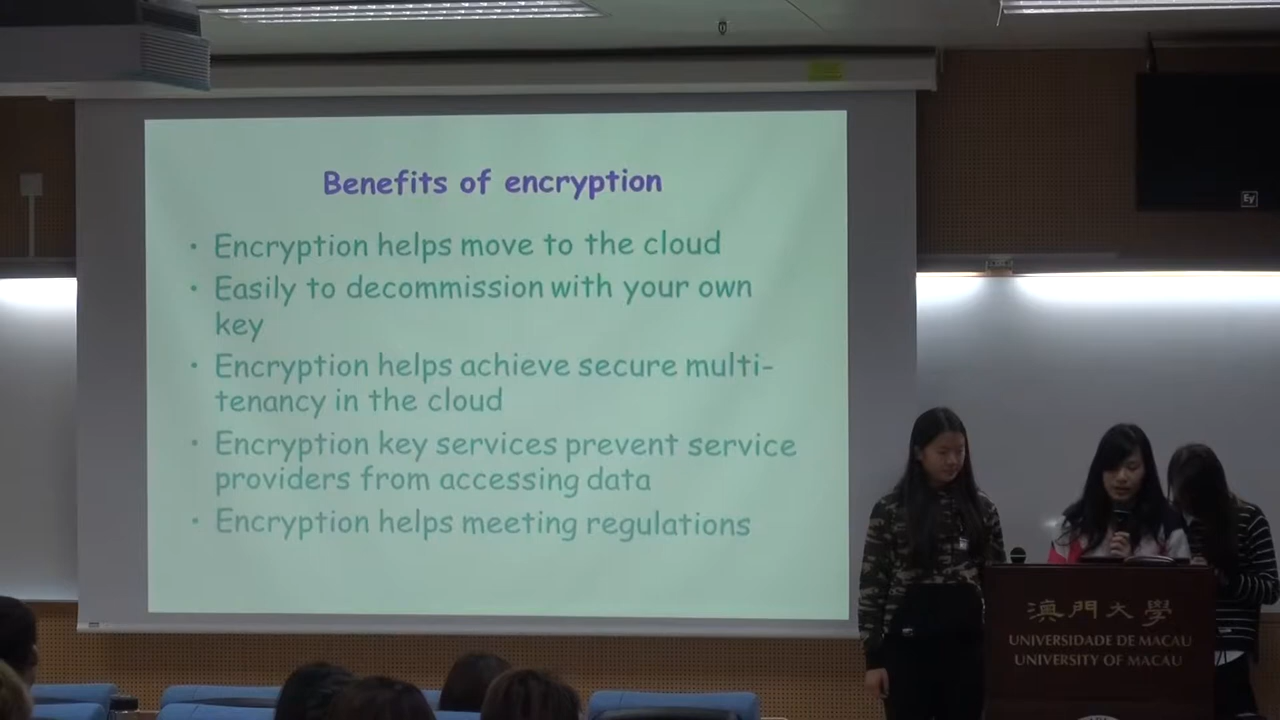 Benefits of encryption
• Encryption helps move to the cloud
• Easily to decommission with your own
key
• Encryption helps achieve secure multi-
tenancy in the cloud
• Encryption key services prevent service
providers from accessing data
• Encryption helps meeting regulations
Ey
澳門大學
UNIVERSIDADE DE MACAU
UNIVERSITY OF MACAU